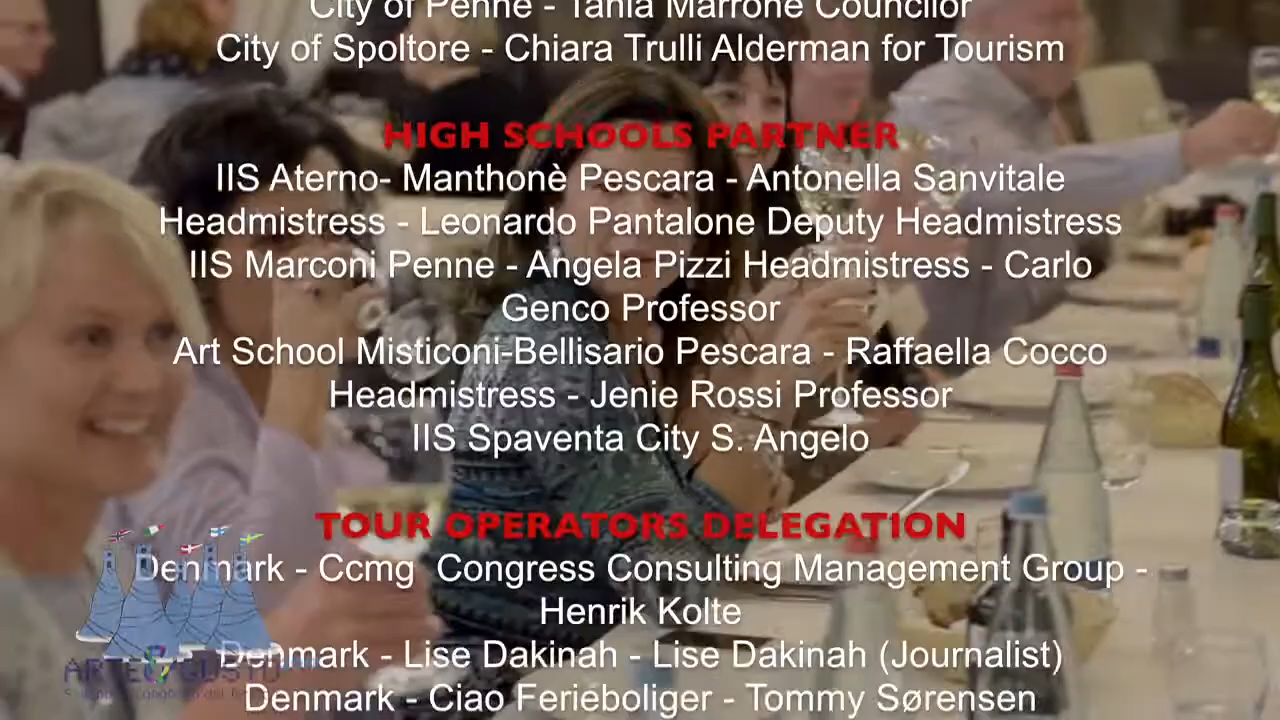 City of Penne - Tania Marrone Councilor
City of Spoltore - Chiara Trulli Alderman for Tourism
HIGH SCHOOLS PARTNER
IIS Aterno- Manthonè Pescara - Antonella Sanvitale
Headmistress - Leonardo Pantalone Deputy Headmistress
IIS Marconi Penne - Angela Pizzi Headmistress - Carlo
Genco Professor
Art School Misticoni-Bellisario Pescara - Raffaella Cocco
Headmistress - Jenie Rossi Professor
IIS Spaventa City S. Angelo
TOUR OPERATORS DELEGATION
Denmark - Ccmg Congress Consulting Management Group -
Henrik Kolte
Denmark - Lise Dakinah - Lise Dakinah (Journalist)
ARTE GUSTO
Denmark - Ciao Ferieboliger - Tommy Sørensen